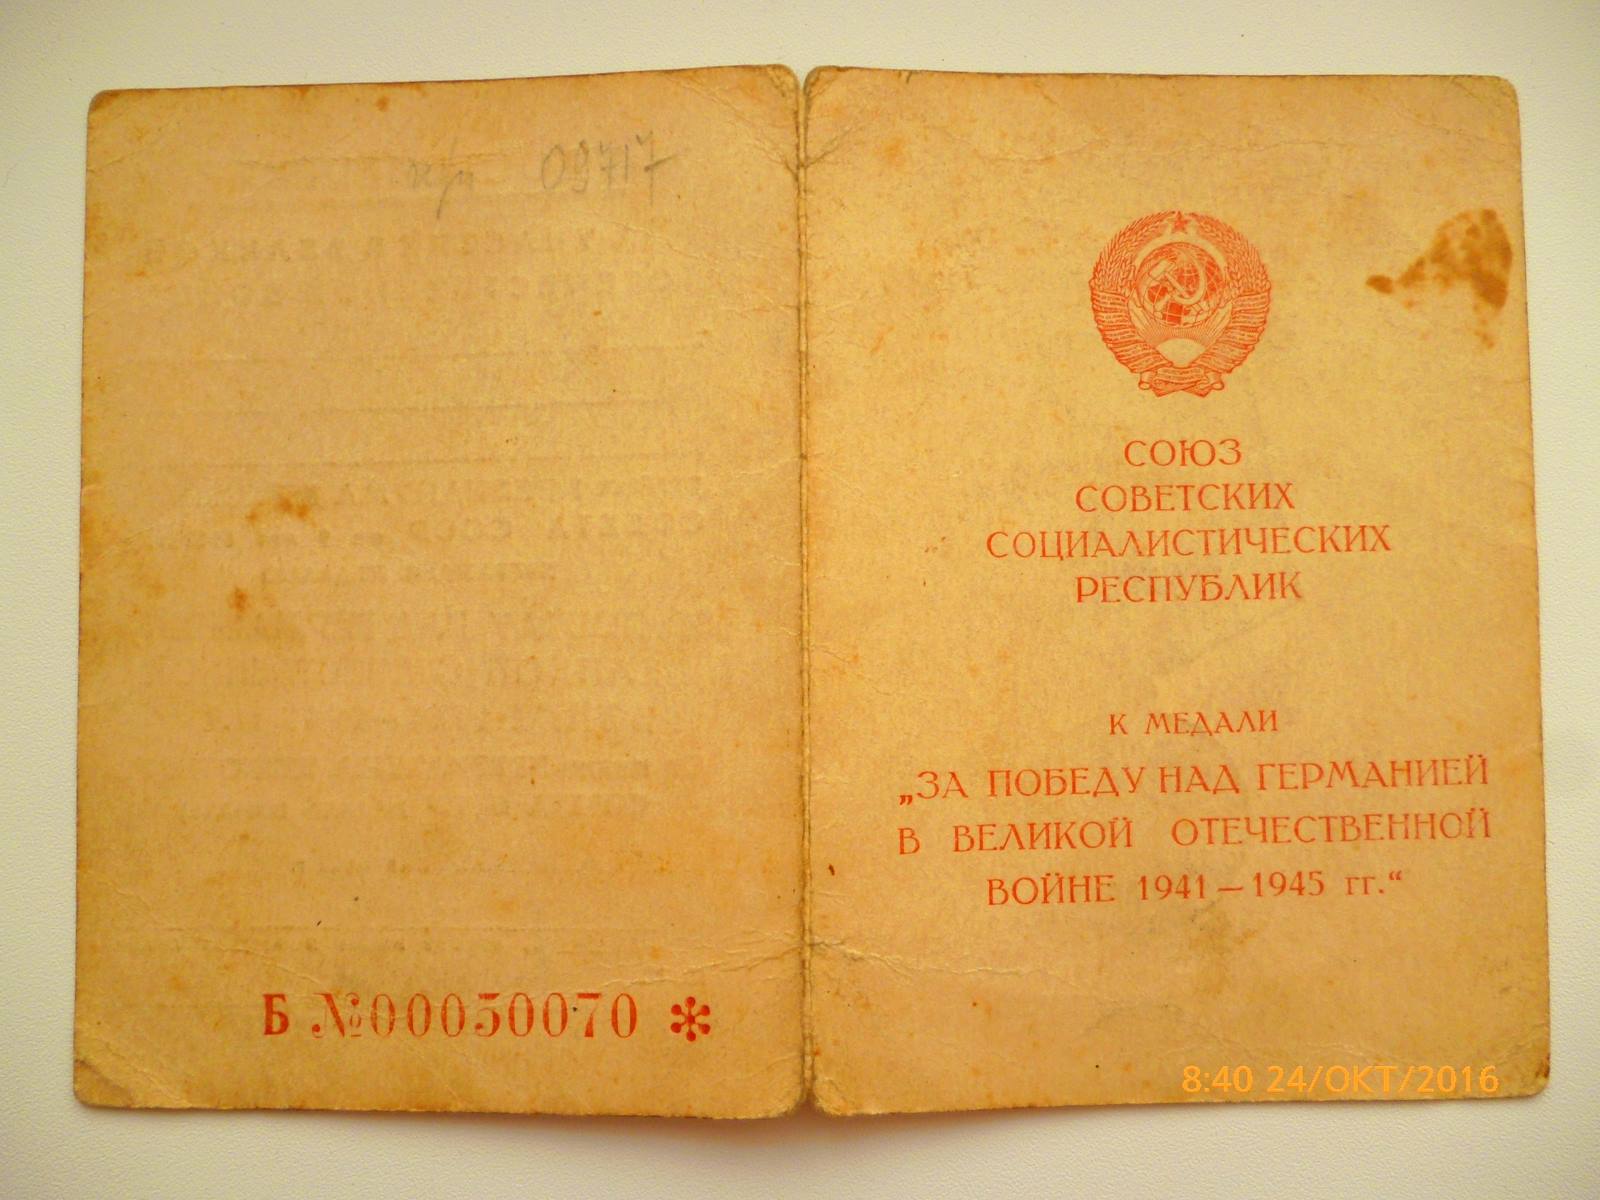 09717
Б №00050070 *
СОЮЗ
СОВЕТСКИХ
СОЦИАЛИСТИЧЕСКИХ
РЕСПУБЛИК
К МЕДАЛИ
„ЗА ПОБЕДУ НАД ГЕРМАНИЕЙ
В ВЕЛИКОЙ ОТЕЧЕСТВЕННОЙ
ВОЙНЕ 1941—1945 гг.“
8:40 24/ОКТ/2016